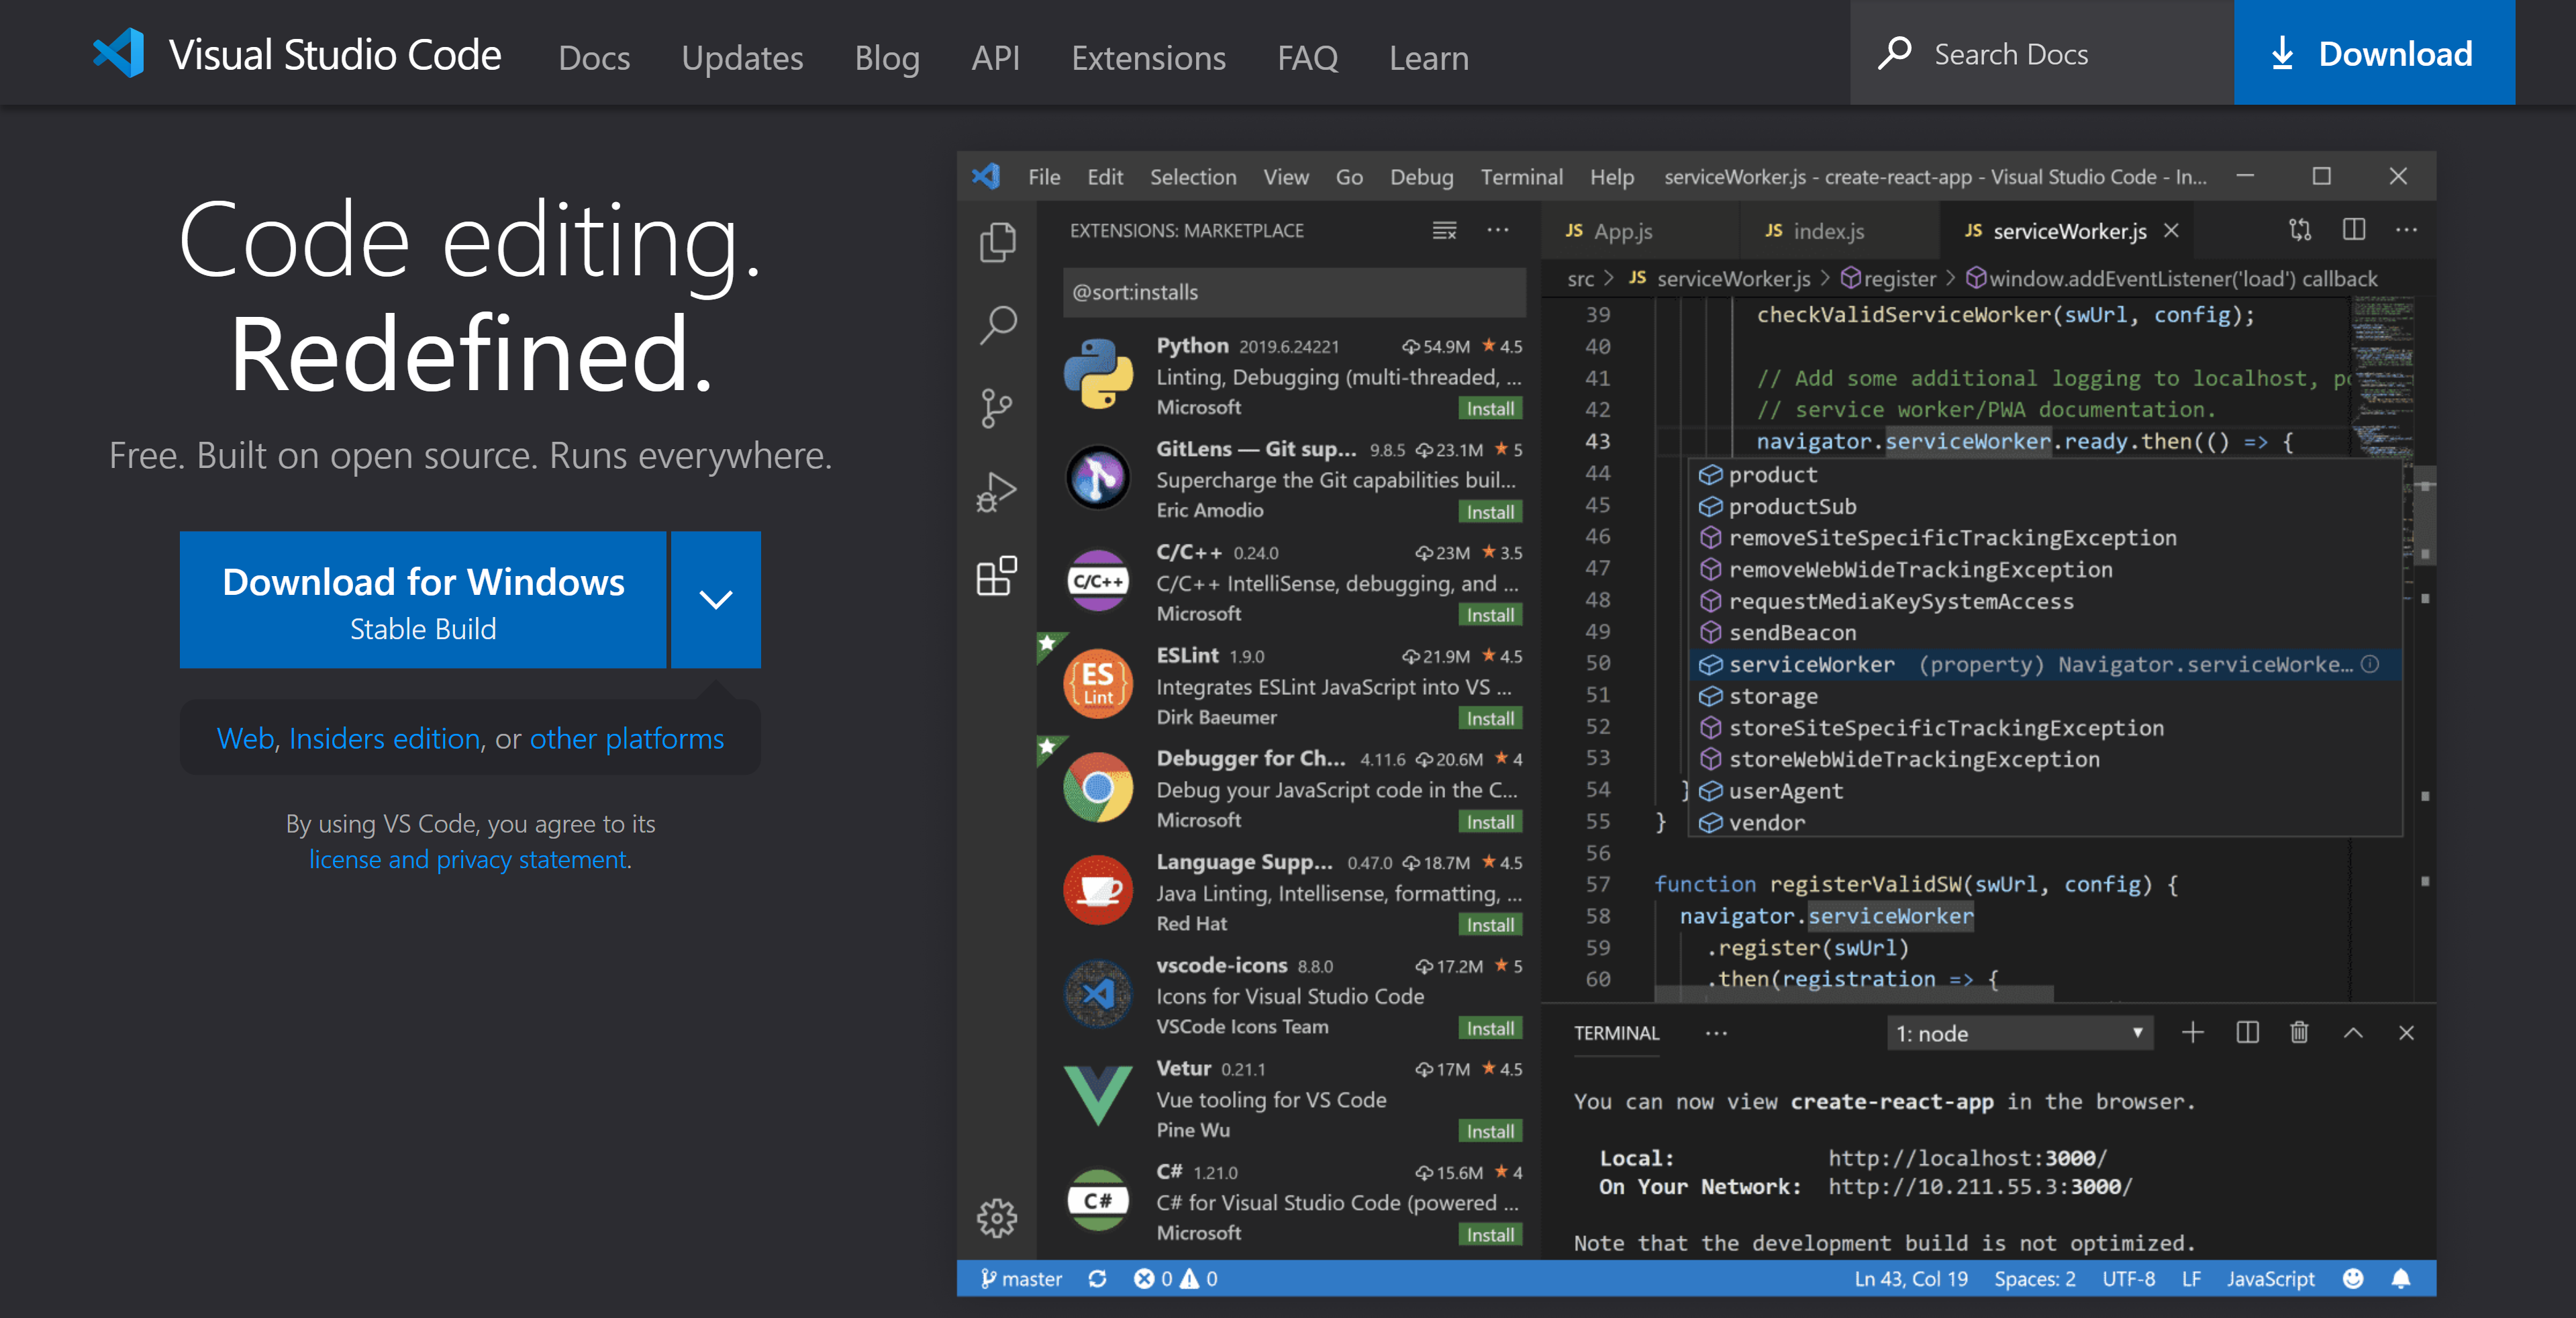 Visual Studio Code
Docs
Updates
Blog
API
Extensions
FAQ
Learn
Search Docs
Download
Code editing.
Redefined.
Free. Built on open source. Runs everywhere.
Download for Windows
Stable Build
Web, Insiders edition, or other platforms
By using VS Code, you agree to its
license and privacy statement.
File Edit Selection View Go Debug Terminal Help serviceWorker.js - create-react-app - Visual Studio Code - In...
EXTENSIONS: MARKETPLACE
@sort:installs
Python 2019.6.24221 54.9M 4.5
Linting, Debugging (multi-threaded, ...
Microsoft Install
GitLens — Git sup... 9.8.5 23.1M 5
Supercharge the Git capabilities buil...
Eric Amodio Install
C/C++
C/C++ 0.24.0 23M 3.5
C/C++ IntelliSense, debugging, and ...
Microsoft Install
ES
Lint
ESLint 1.9.0 21.9M 4.5
Integrates ESLint JavaScript into VS ...
Dirk Baeumer Install
Debugger for Ch... 4.11.6 20.6M 4
Debug your JavaScript code in the C...
Microsoft Install
Language Supp... 0.47.0 18.7M 4.5
Java Linting, Intellisense, formatting, ...
Red Hat Install
vscode-icons 8.8.0 17.2M 5
Icons for Visual Studio Code
VSCode Icons Team Install
Vetur 0.21.1 17M 4.5
Vue tooling for VS Code
Pine Wu Install
C#
C# 1.21.0 15.6M 4
C# for Visual Studio Code (powered ...
Microsoft Install
JS App.js
JS index.js
JS serviceWorker.js
src > JS serviceWorker.js > register > window.addEventListener('load') callback
39 checkValidServiceWorker(swUrl, config);
40
41 // Add some additional logging to localhost,
42 // service worker/PWA documentation.
43 navigator.serviceWorker.ready.then(() => {
44 product
45 productSub
46 removeSiteSpecificTrackingException
47 removeWebWideTrackingException
48 requestMediaKeySystemAccess
49 sendBeacon
50 serviceWorker (property) Navigator.serviceWorke...
51 storage
52 storeSiteSpecificTrackingException
53 storeWebWideTrackingException
54 } userAgent
55 } vendor
56
57 function registerValidSW(swUrl, config) {
58 navigator.serviceWorker
59 .register(swUrl)
60 .then(registration => {
TERMINAL ... 1: node
You can now view create-react-app in the browser.
Local: http://localhost:3000/
On Your Network: http://10.211.55.3:3000/
Note that the development build is not optimized.
master 0 0 Ln 43, Col 19 Spaces: 2 UTF-8 LF JavaScript